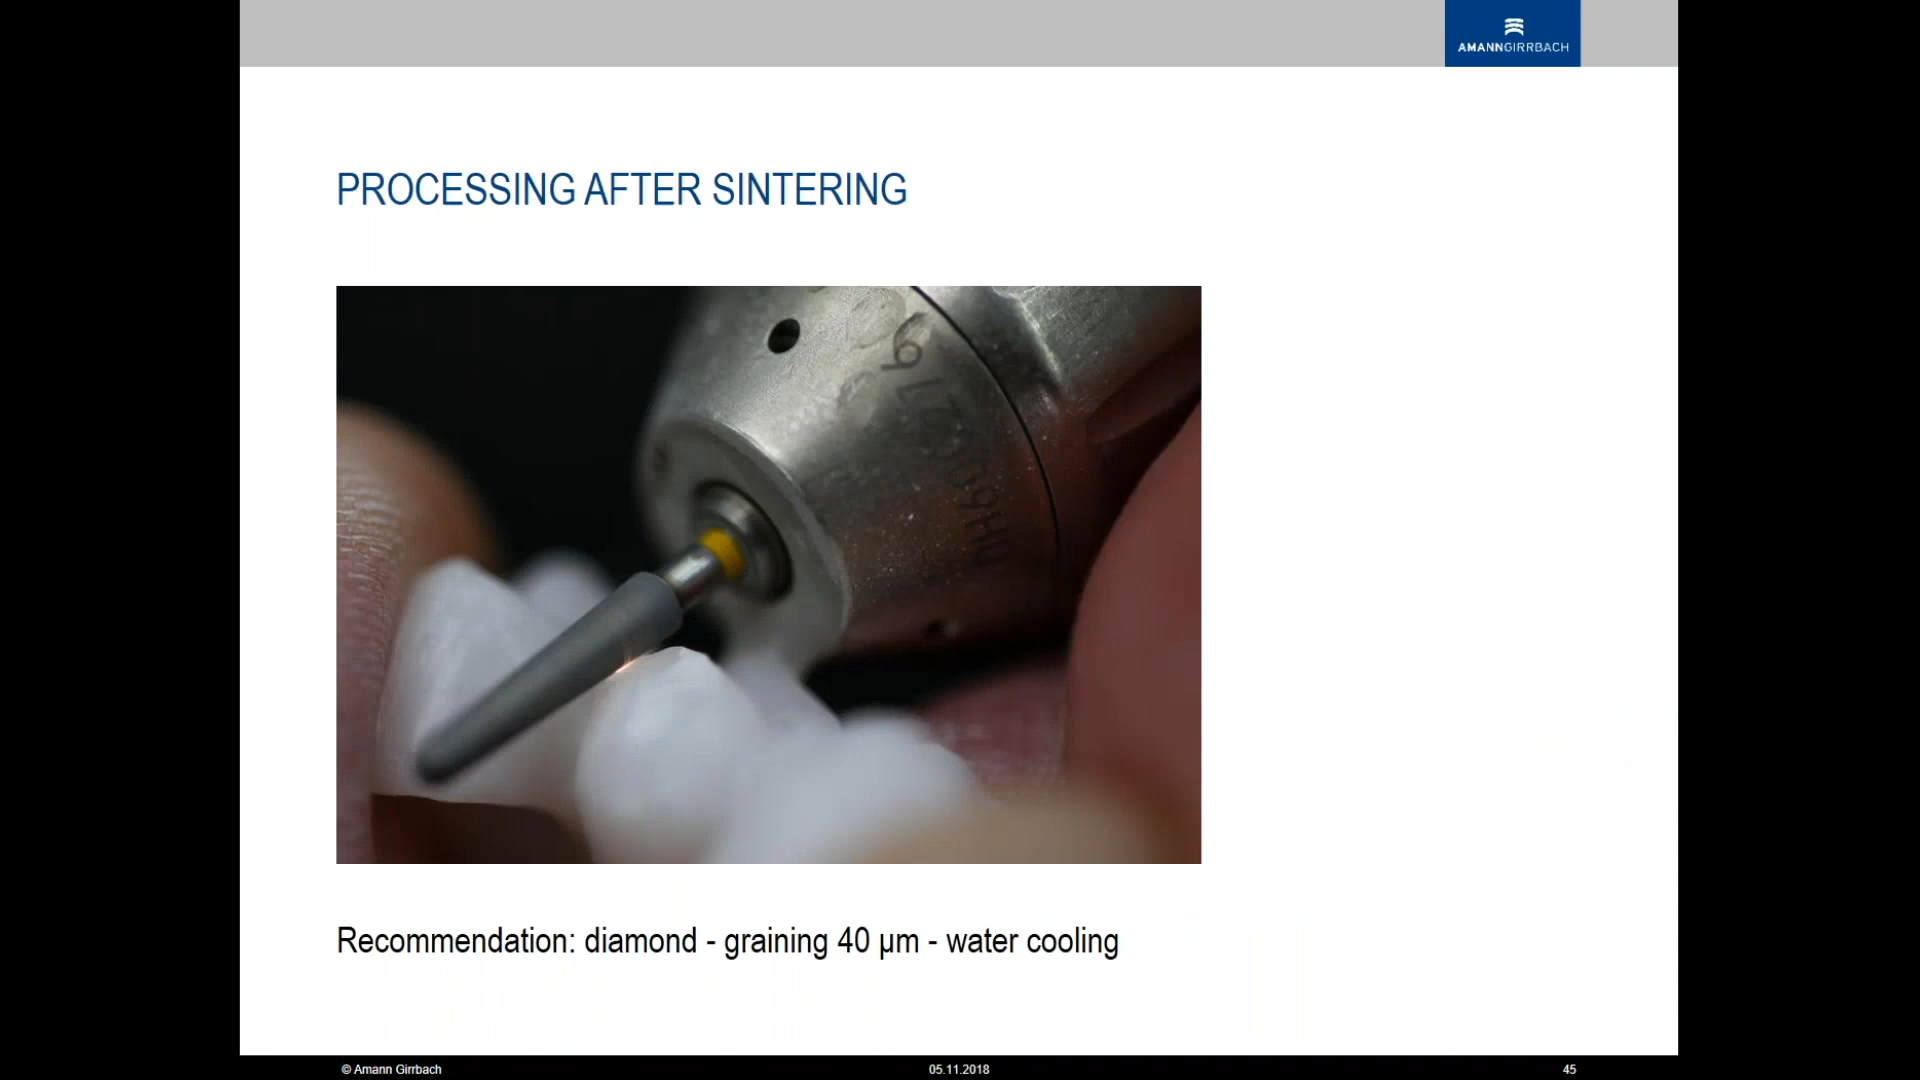 AMANNGIRRBACH
PROCESSING AFTER SINTERING
Recommendation: diamond - graining 40 µm - water cooling
© Amann Girrbach
05.11.2018
45